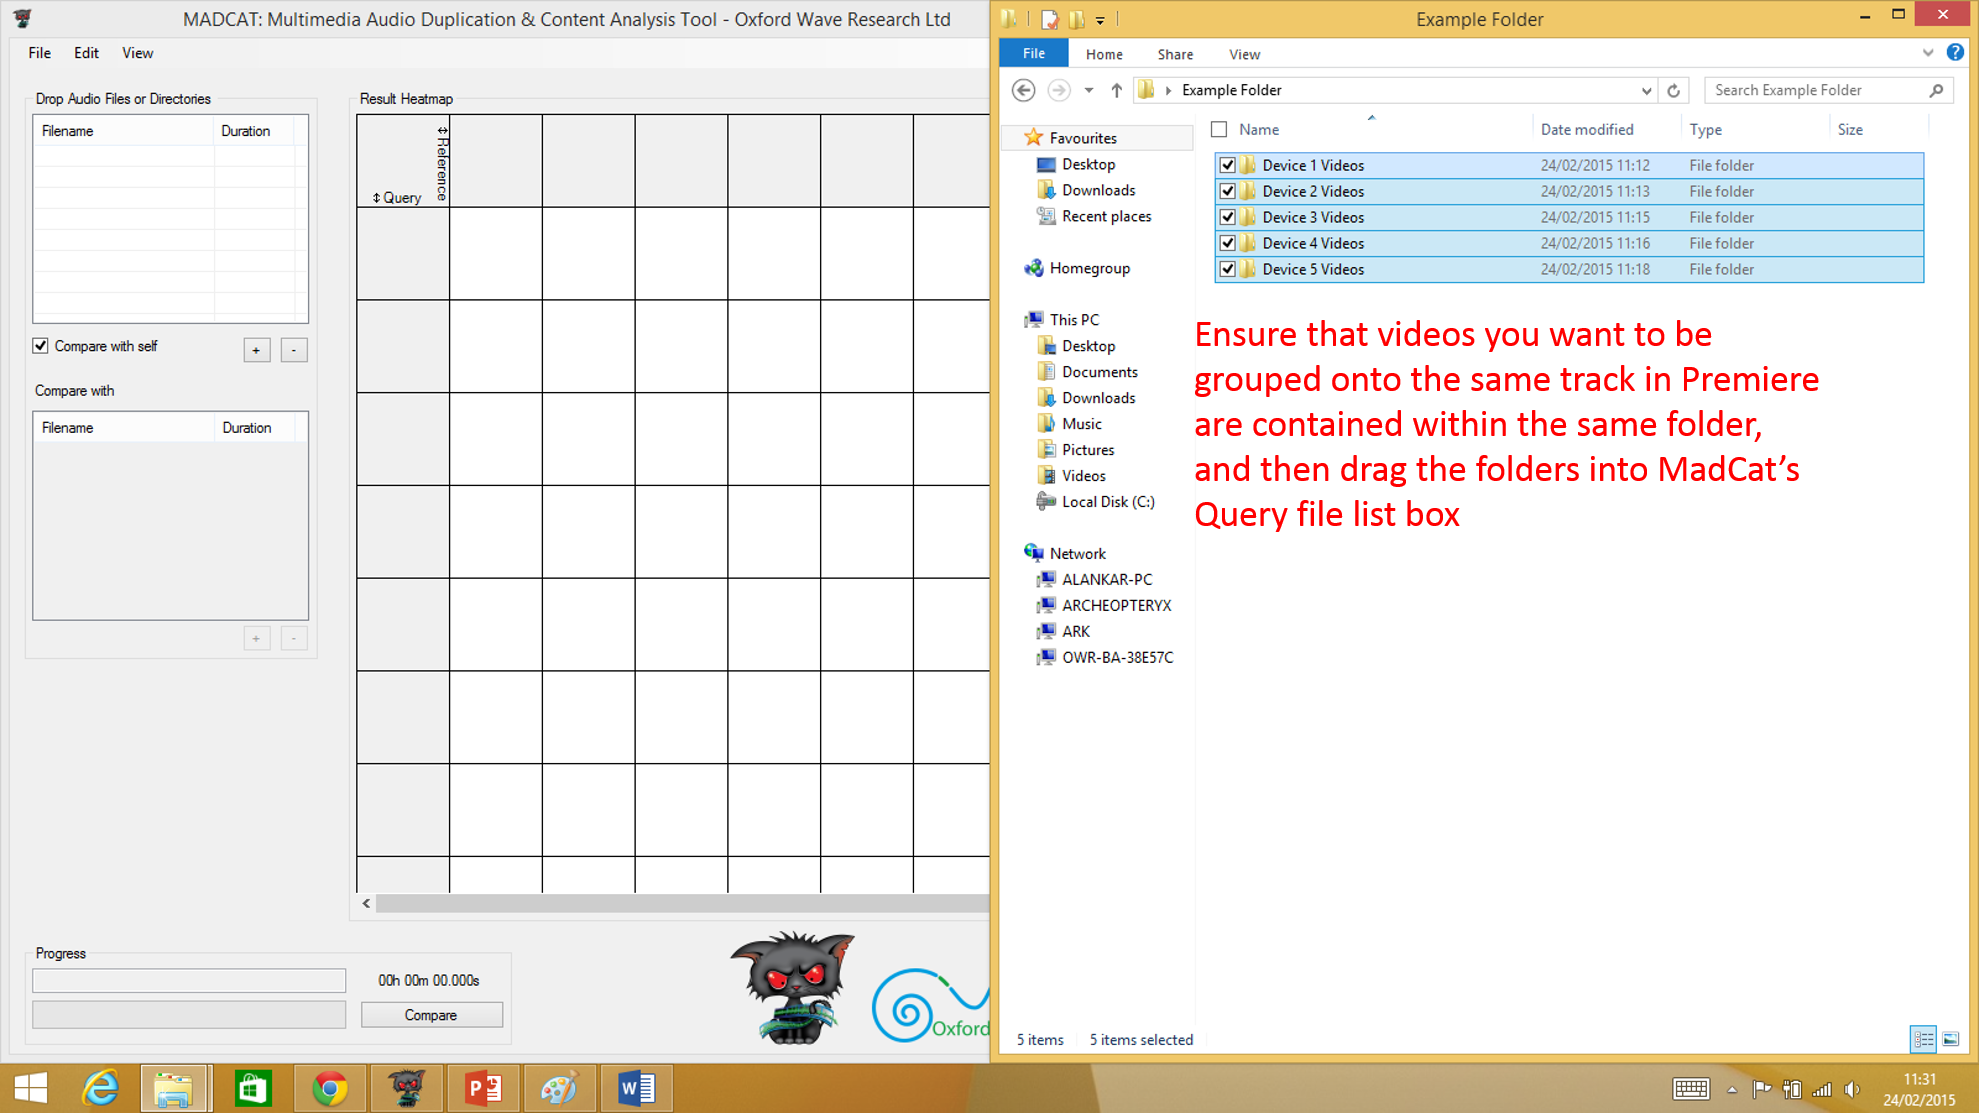 MADCAT: Multimedia Audio Duplication & Content Analysis Tool - Oxford Wave Research Ltd
File Edit View
Drop Audio Files or Directories
Filename Duration
Compare with self
+ -
Compare with
Filename Duration
+ -
Result Heatmap
Reference
Query
Progress
00h 00m 00.000s
Compare
Oxford
Example Folder
File Home Share View
Example Folder
Search Example Folder
Favourites
Desktop
Downloads
Recent places
Homegroup
This PC
Desktop
Documents
Downloads
Music
Pictures
Videos
Local Disk (C:)
Network
ALANKAR-PC
ARCHEOPTERYX
ARK
OWR-BA-38E57C
Name Date modified Type Size
Device 1 Videos 24/02/2015 11:12 File folder
Device 2 Videos 24/02/2015 11:13 File folder
Device 3 Videos 24/02/2015 11:15 File folder
Device 4 Videos 24/02/2015 11:16 File folder
Device 5 Videos 24/02/2015 11:18 File folder
Ensure that videos you want to be
grouped onto the same track in Premiere
are contained within the same folder,
and then drag the folders into MadCat’s
Query file list box
5 items 5 items selected
11:31
24/02/2015